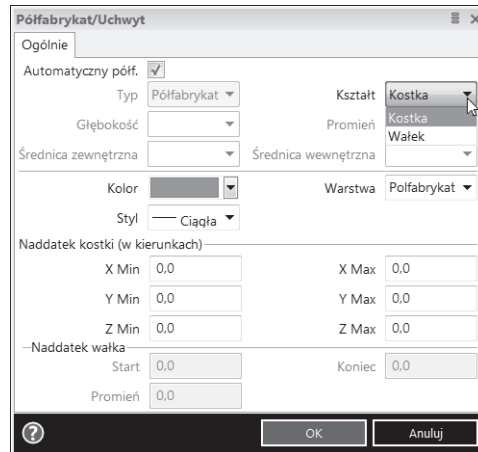 Półfabrykat/Uchwyt
Ogólnie
Automatyczny półf.
Typ Półfabrykat Kształt Kostka
Kostka
Głębokość Promień
Wałek
Średnica zewnętrzna Średnica wewnętrzna
Kolor Warstwa Polfabrykat
Styl Ciągła
Naddatek kostki (w kierunkach)
X Min 0,0 X Max 0,0
Y Min 0,0 Y Max 0,0
Z Min 0,0 Z Max 0,0
Naddatek wałka
Start 0,0 Koniec 0,0
Promień 0,0
? OK Anuluj